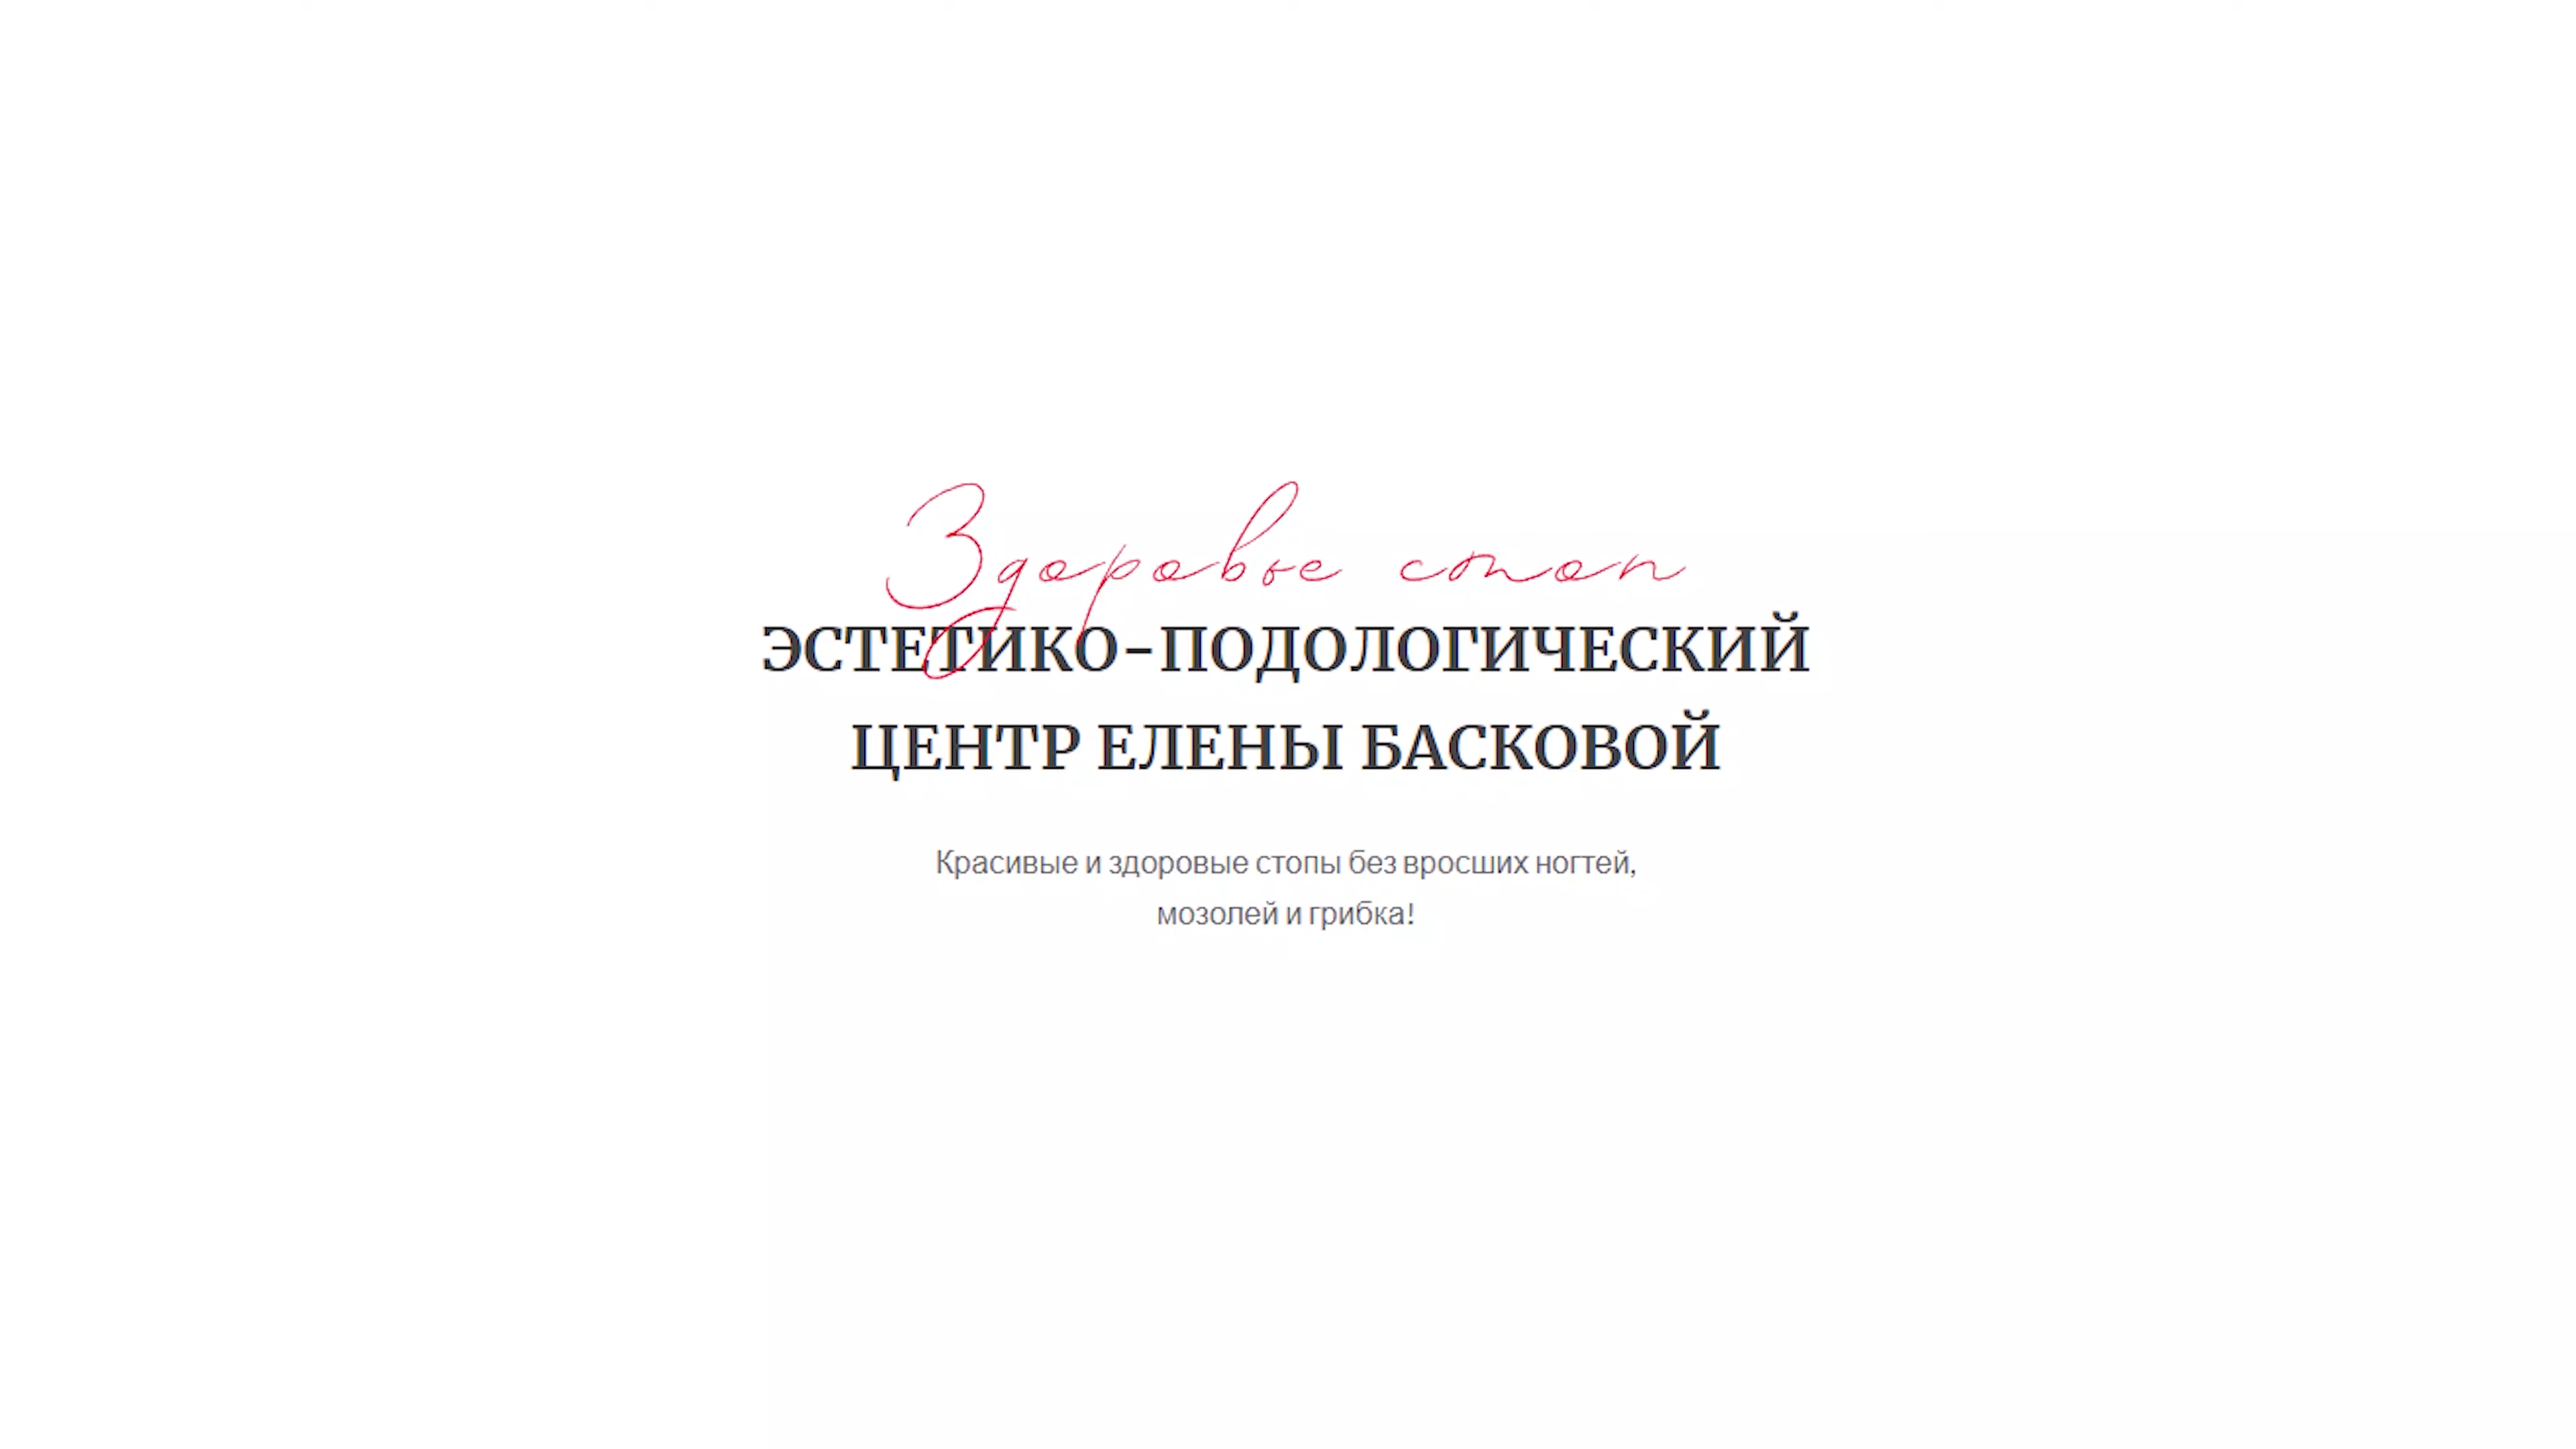 Здоровье стоп
ЭСТЕТИКО-ПОДОЛОГИЧЕСКИЙ
ЦЕНТР ЕЛЕНЫ БАСКОВОЙ
Красивые и здоровые стопы без вросших ногтей,
мозолей и грибка!